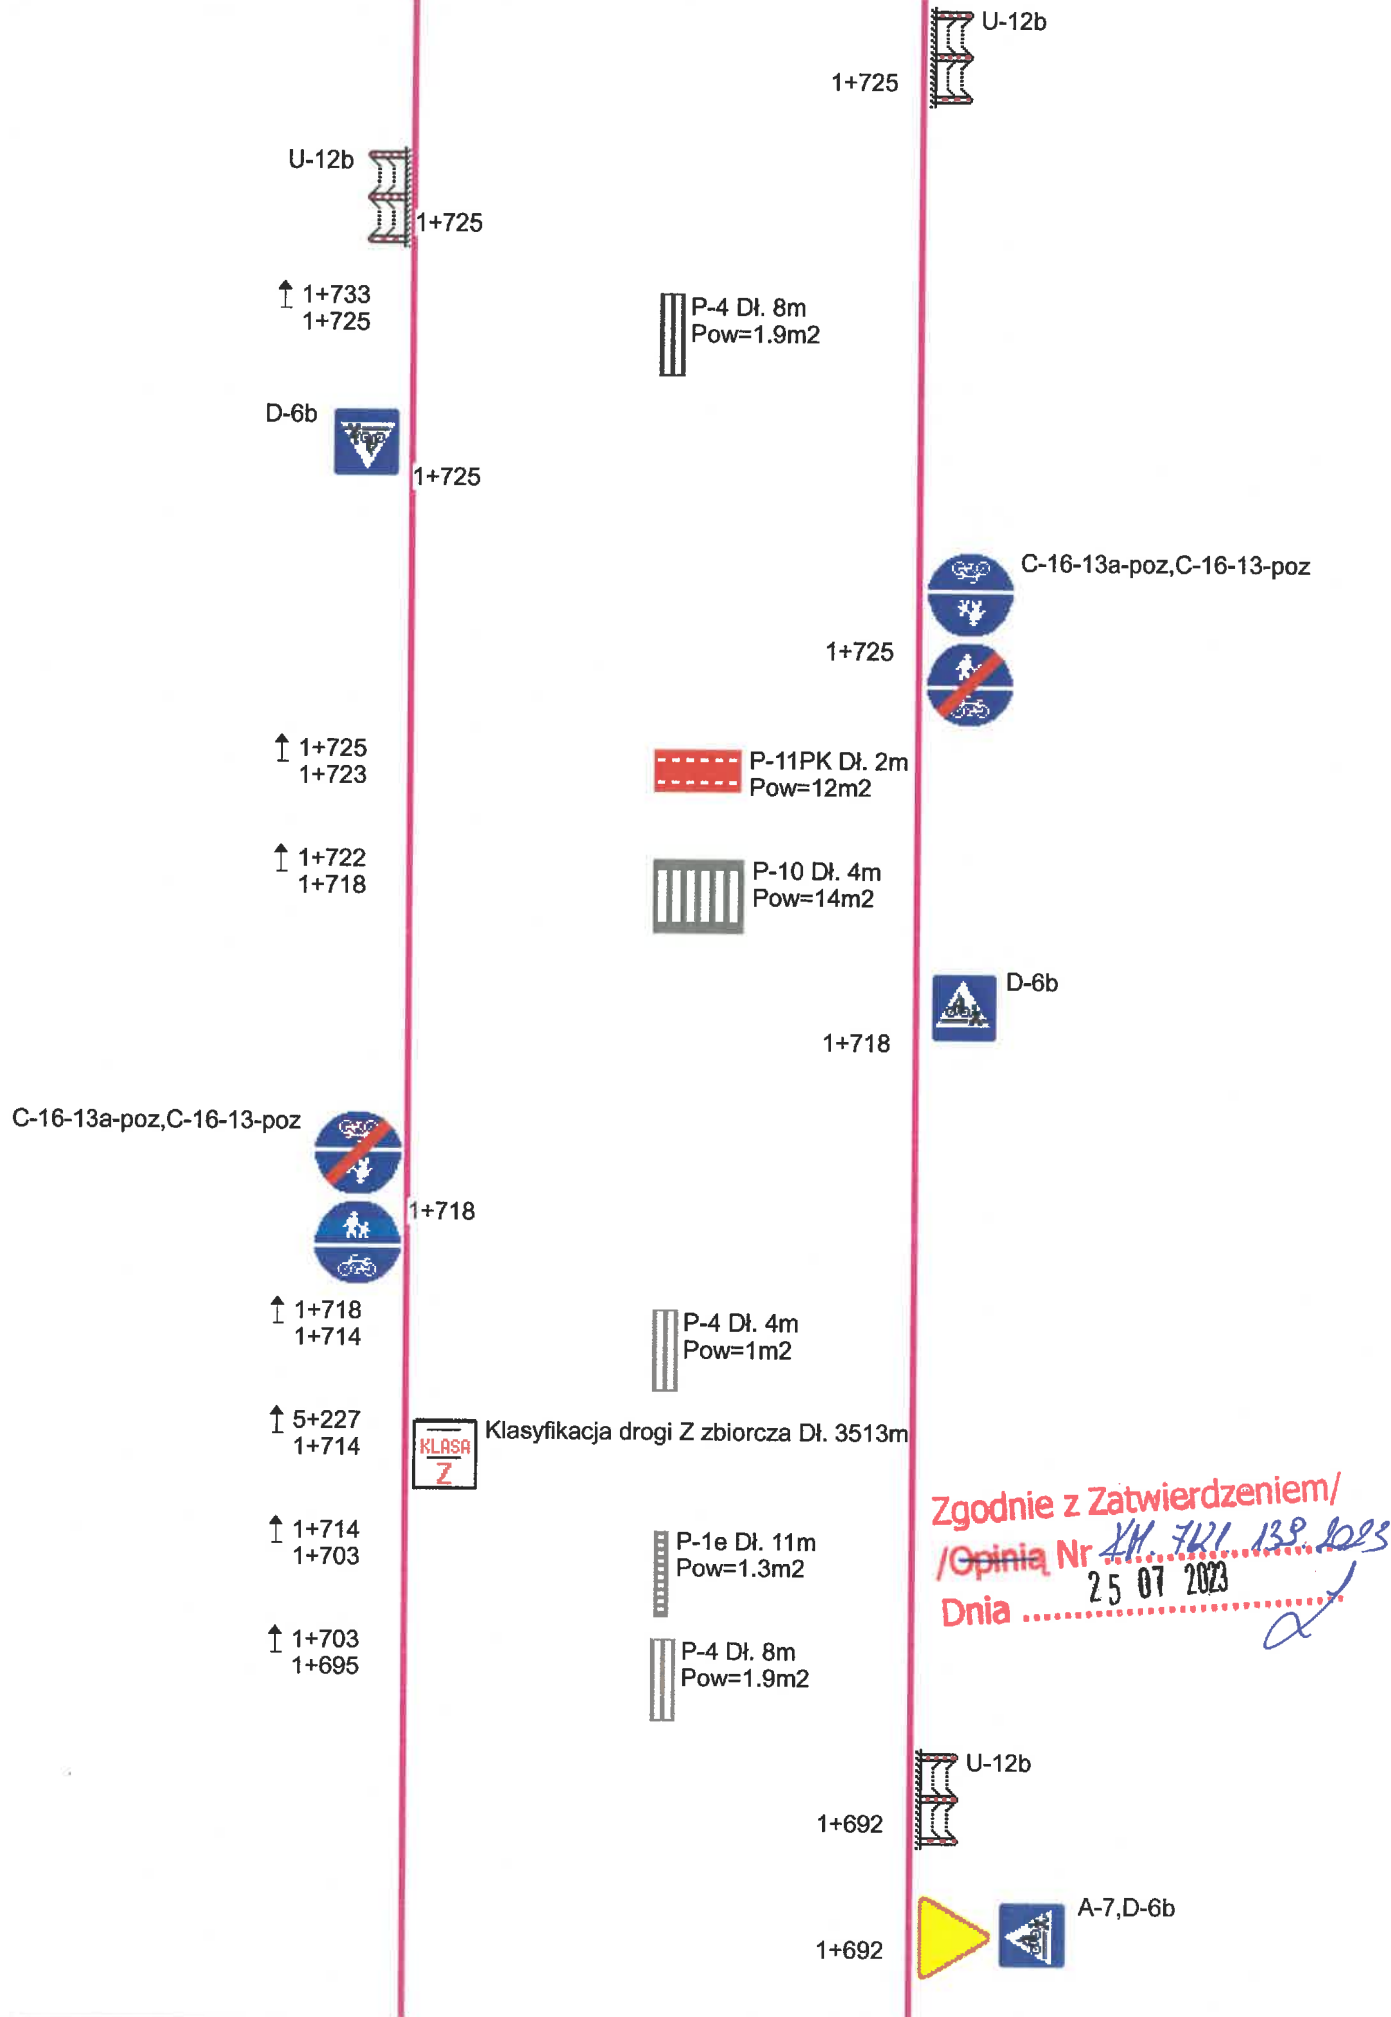 U-12b
1+725
U-12b
1+725
1+733
1+725
P-4 Dł. 8m
Pow=1.9m2
D-6b
1+725
C-16-13a-poz,C-16-13-poz
1+725
1+725
1+723
P-11PK Dł. 2m
Pow=12m2
1+722
1+718
P-10 Dł. 4m
Pow=14m2
D-6b
1+718
C-16-13a-poz,C-16-13-poz
1+718
1+718
1+714
P-4 Dł. 4m
Pow=1m2
5+227
1+714
KLASA
Z
Klasyfikacja drogi Z zbiorcza Dł. 3513m
Zgodnie z Zatwierdzeniem/
/Opinią Nr 139.2023
Dnia 25 07 2023
1+714
1+703
P-1e Dł. 11m
Pow=1.3m2
1+703
1+695
P-4 Dł. 8m
Pow=1.9m2
U-12b
1+692
A-7,D-6b
1+692